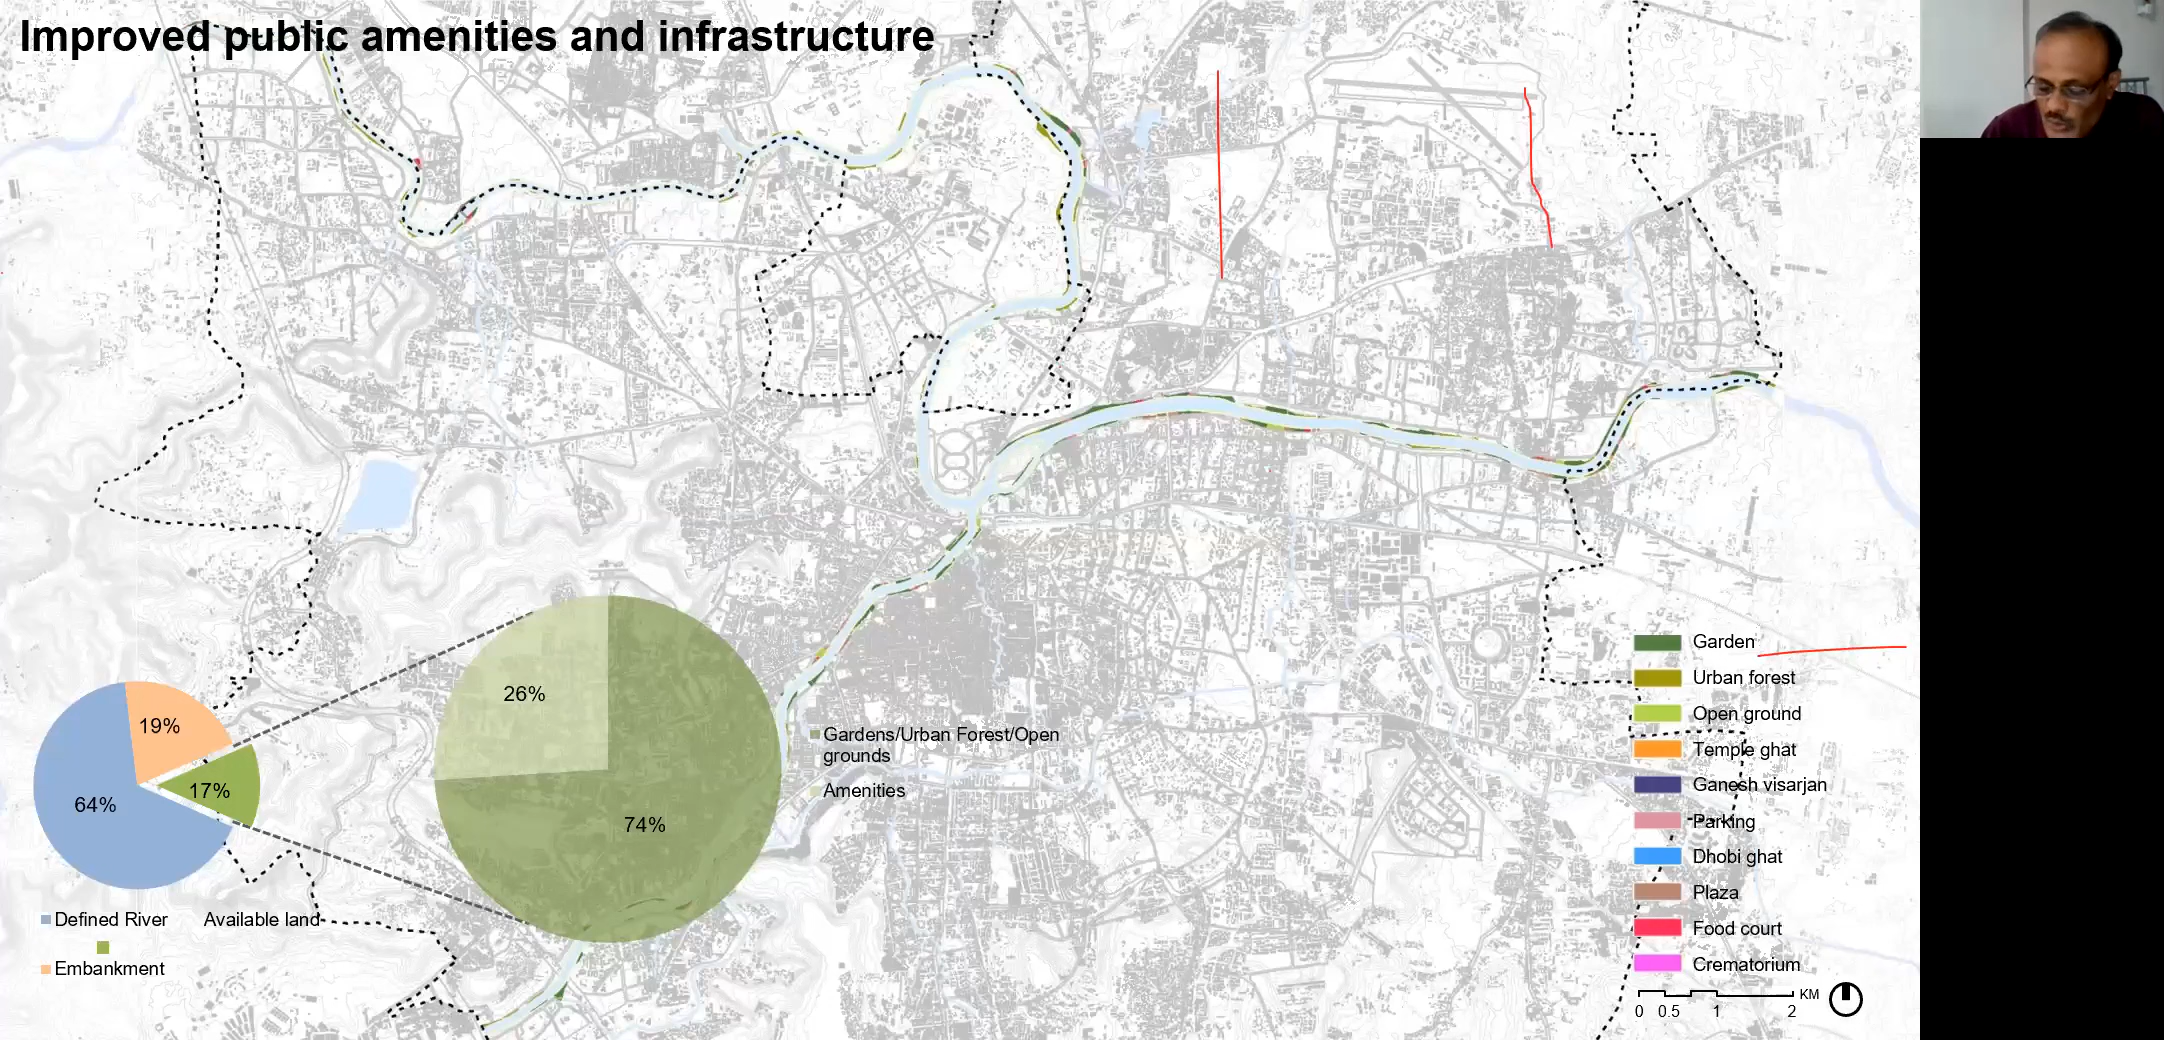 Improved public amenities and infrastructure
26%
74%
Gardens/Urban Forest/Open
grounds
Amenities
19%
17%
64%
Defined River
Available land
Embankment
Garden
Urban forest
Open ground
Temple ghat
Ganesh visarjan
Parking
Dhobi ghat
Plaza
Food court
Crematorium
KM
0 0.5 1 2